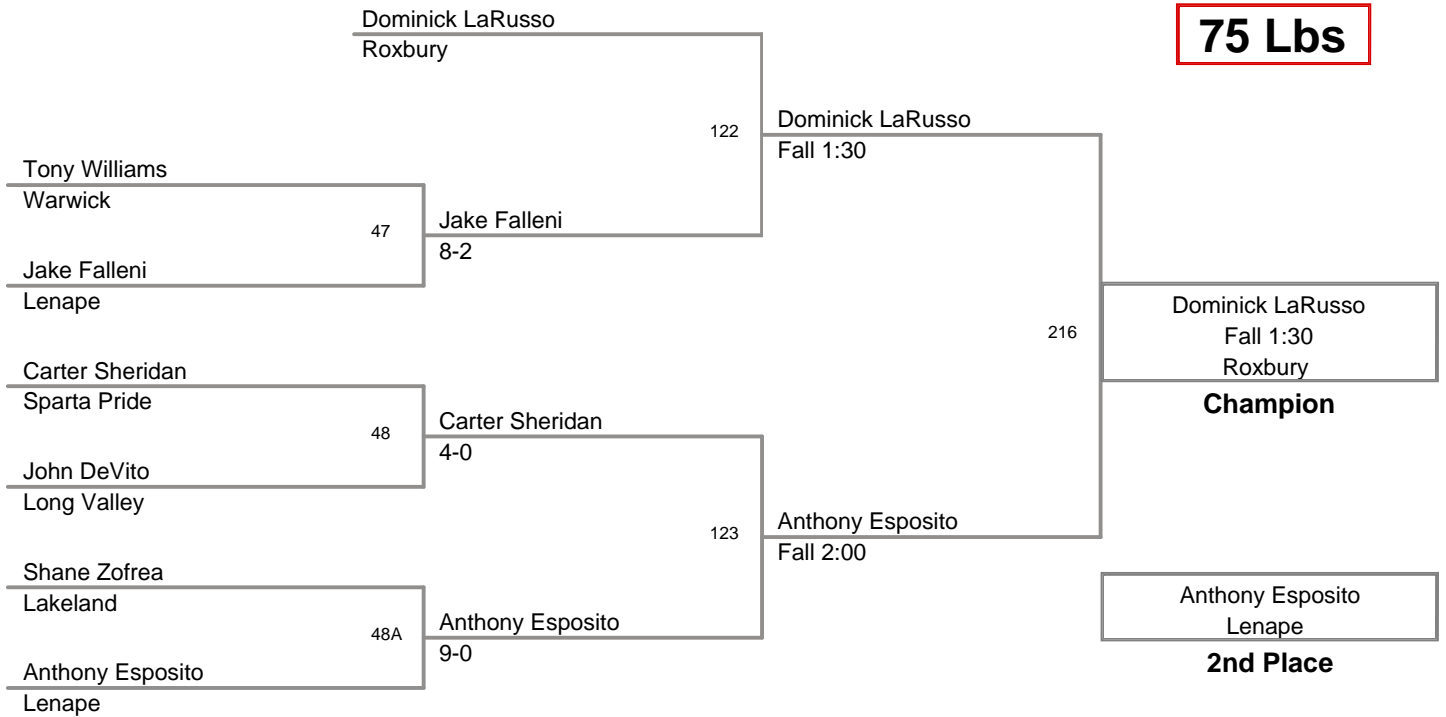 Dominick LaRusso
Roxbury
75 Lbs
122
Dominick LaRusso
Fall 1:30
Tony Williams
Warwick
47
Jake Falleni
8-2
Jake Falleni
Lenape
216
Dominick LaRusso
Fall 1:30
Roxbury
Champion
Carter Sheridan
Sparta Pride
48
Carter Sheridan
4-0
John DeVito
Long Valley
123
Anthony Esposito
Fall 2:00
Shane Zofrea
Lakeland
48A
Anthony Esposito
9-0
Anthony Esposito
Lenape
Anthony Esposito
Lenape
2nd Place